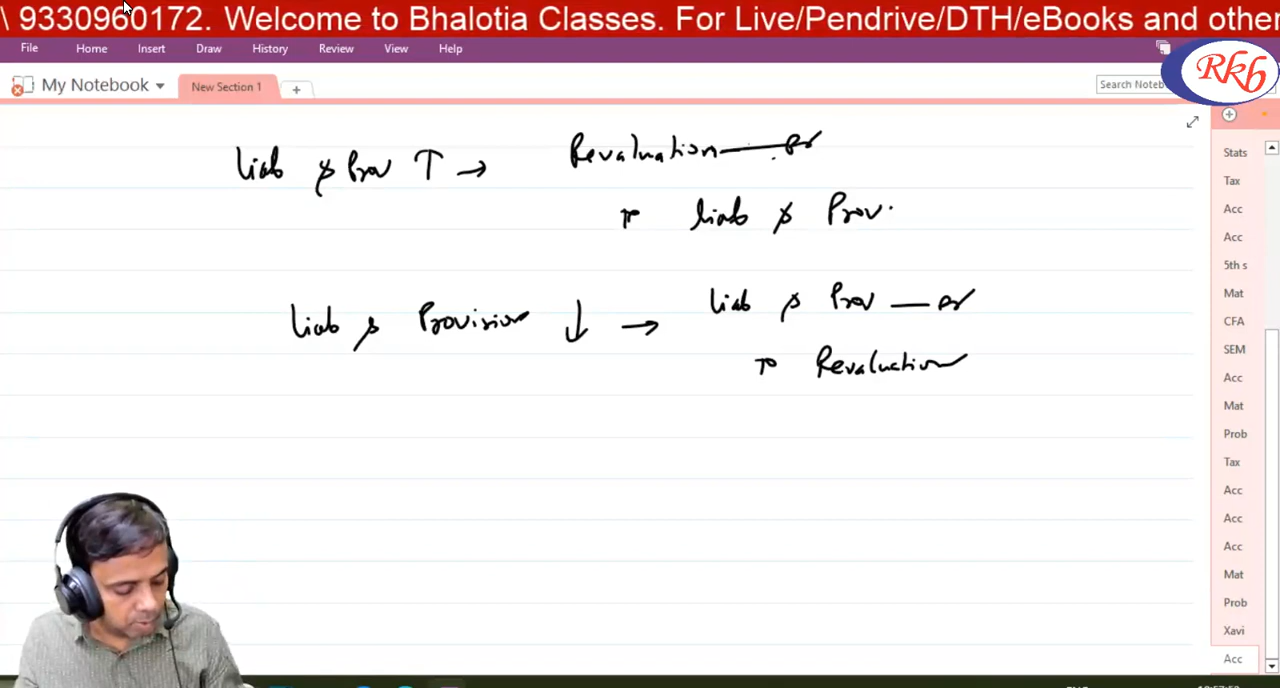 \ 9330960172. Welcome to Bhalotia Classes. For Live/Pendrive/DTH/eBooks and other
File Home Insert Draw History Review View Help
Rkb
My Notebook New Section 1 + Search Noteb
Liab & Prov ↑ → Revaluation — Dr
To Liab & Prov.
Liab & Provision ↓ → Liab & Prov — Dr
To Revaluation
Stats
Tax
Acc
Acc
5th s
Mat
CFA
SEM
Acc
Mat
Prob
Tax
Acc
Acc
Acc
Mat
Prob
Xavi
Acc